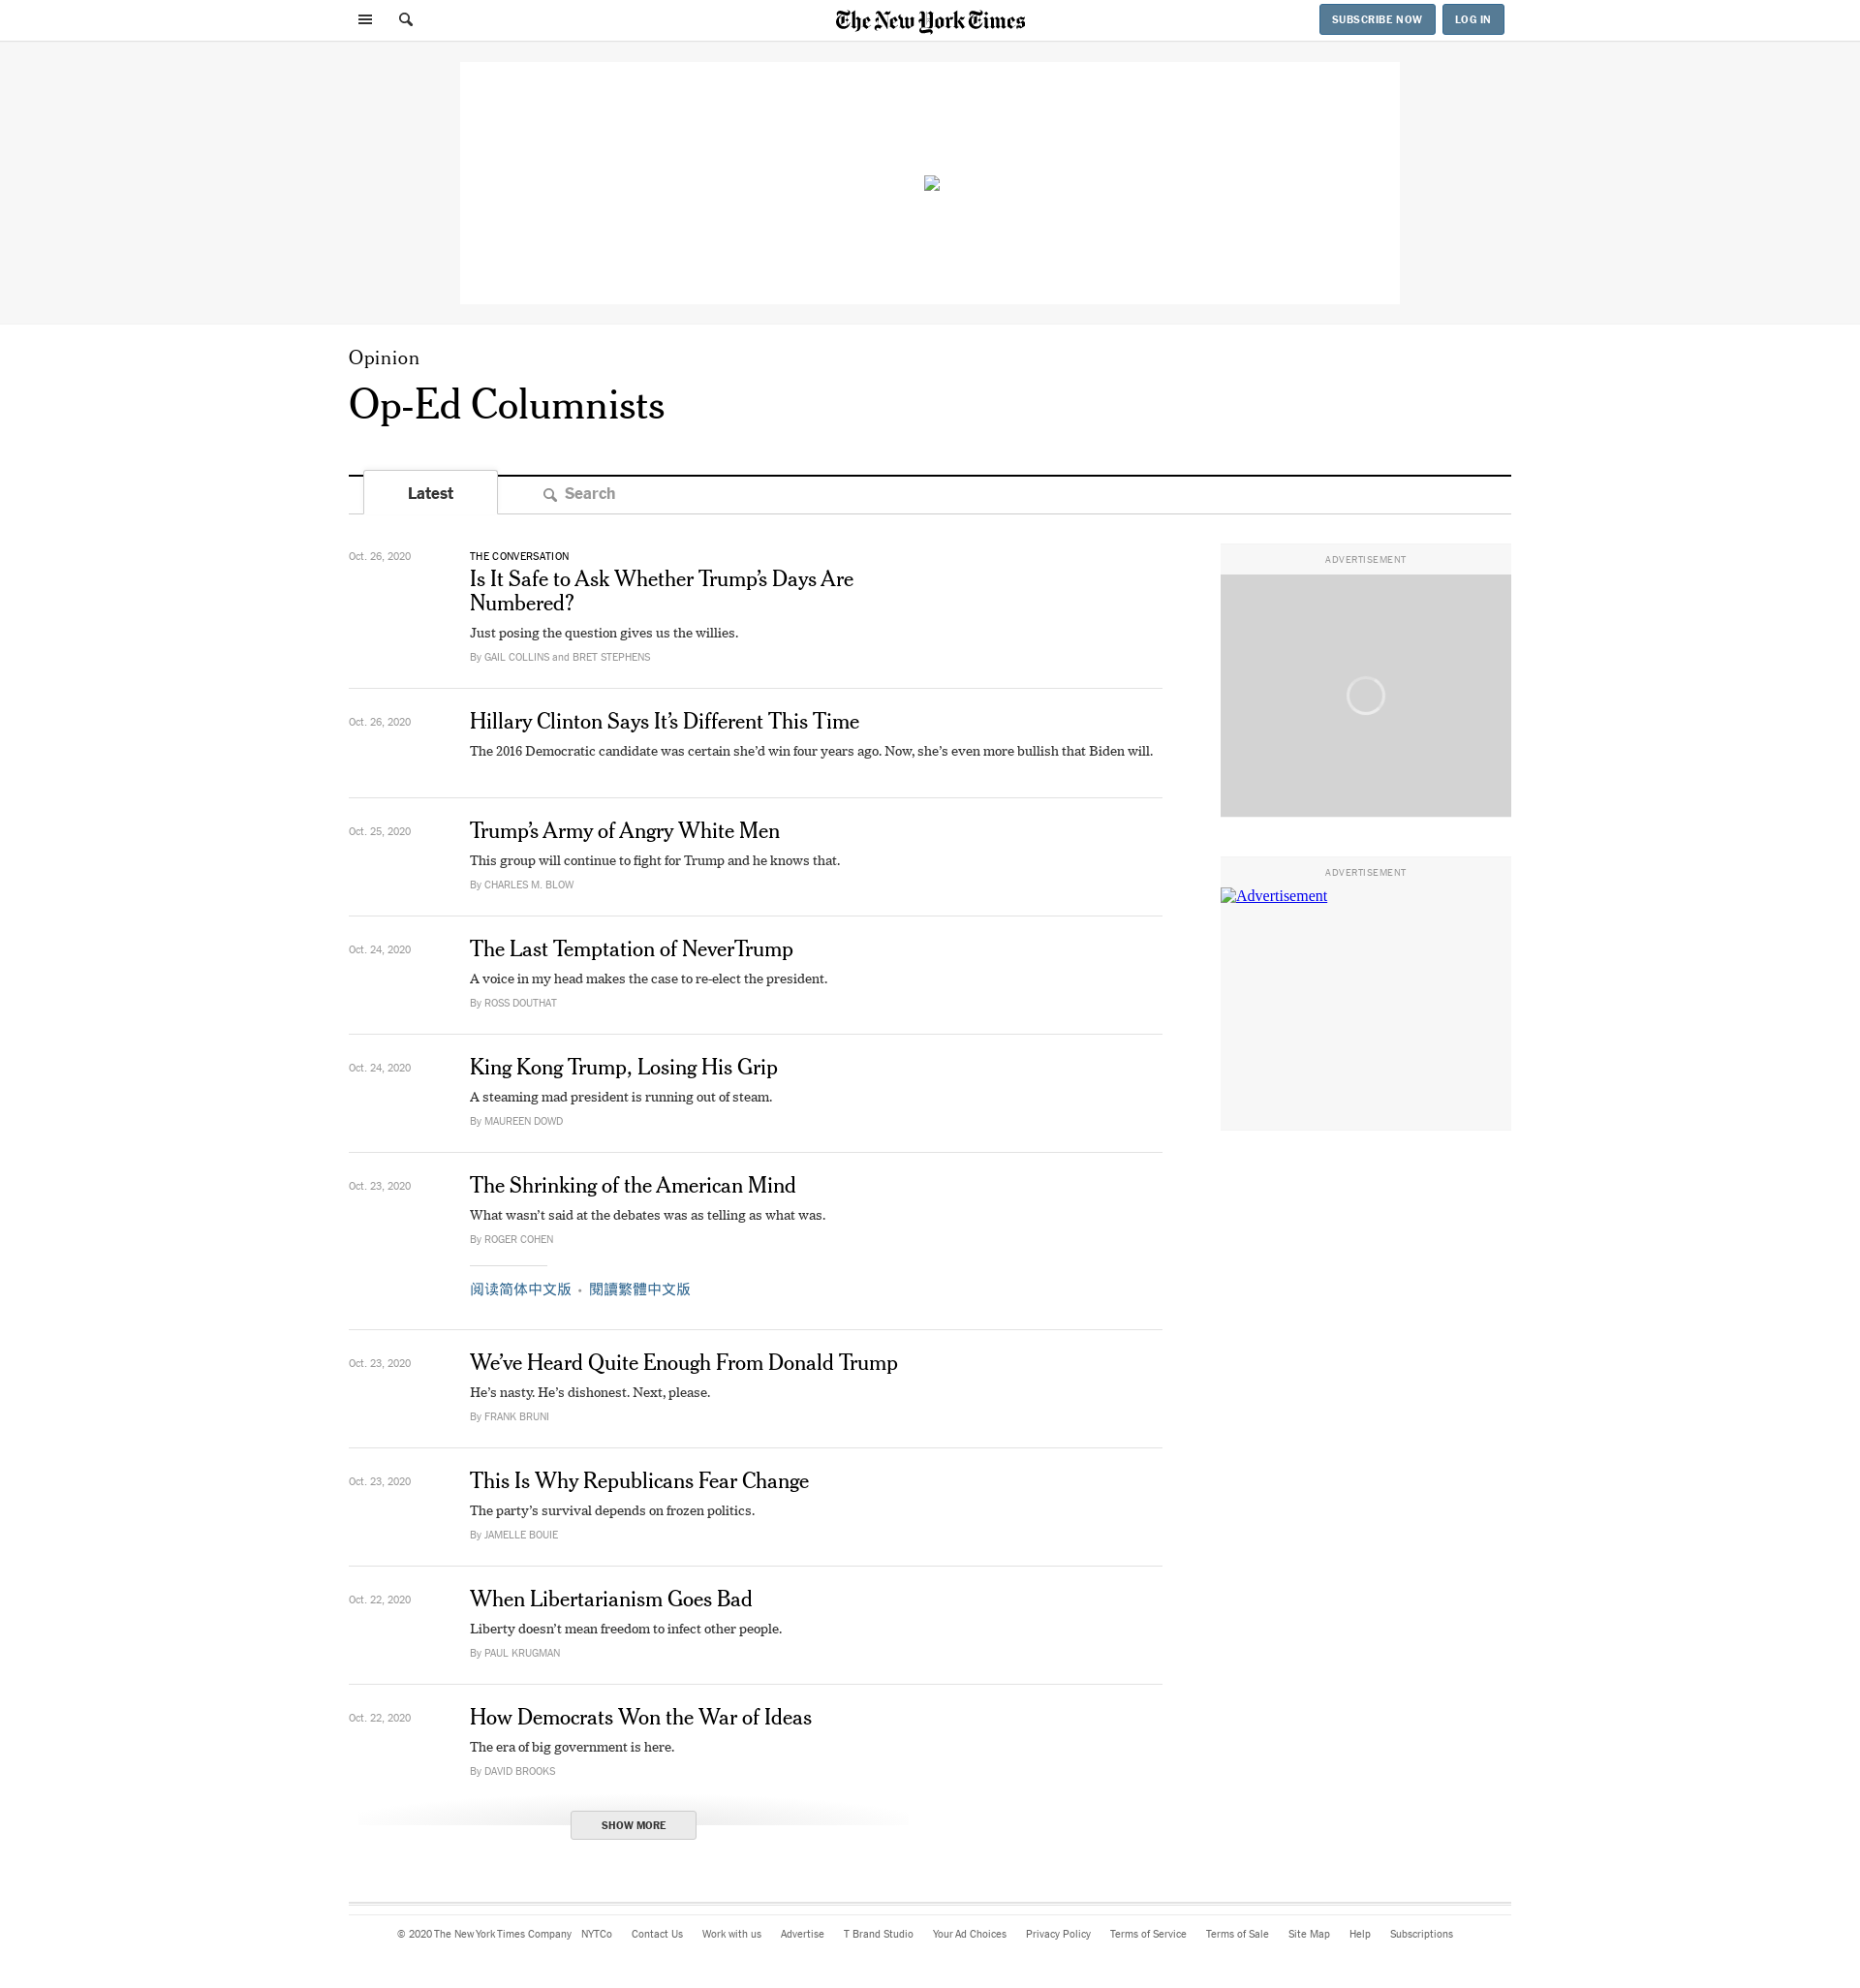 The New York Times
SUBSCRIBE NOW
LOG IN
Opinion
Op-Ed Columnists
Latest
Search
Oct. 26, 2020
THE CONVERSATION
Is It Safe to Ask Whether Trump’s Days Are
Numbered?
Just posing the question gives us the willies.
By GAIL COLLINS and BRET STEPHENS
Oct. 26, 2020
Hillary Clinton Says It’s Different This Time
The 2016 Democratic candidate was certain she’d win four years ago. Now, she’s even more bullish that Biden will.
Oct. 25, 2020
Trump’s Army of Angry White Men
This group will continue to fight for Trump and he knows that.
By CHARLES M. BLOW
Oct. 24, 2020
The Last Temptation of NeverTrump
A voice in my head makes the case to re-elect the president.
By ROSS DOUTHAT
Oct. 24, 2020
King Kong Trump, Losing His Grip
A steaming mad president is running out of steam.
By MAUREEN DOWD
Oct. 23, 2020
The Shrinking of the American Mind
What wasn’t said at the debates was as telling as what was.
By ROGER COHEN
阅读简体中文版 • 閱讀繁體中文版
Oct. 23, 2020
We’ve Heard Quite Enough From Donald Trump
He’s nasty. He’s dishonest. Next, please.
By FRANK BRUNI
Oct. 23, 2020
This Is Why Republicans Fear Change
The party’s survival depends on frozen politics.
By JAMELLE BOUIE
Oct. 22, 2020
When Libertarianism Goes Bad
Liberty doesn’t mean freedom to infect other people.
By PAUL KRUGMAN
Oct. 22, 2020
How Democrats Won the War of Ideas
The era of big government is here.
By DAVID BROOKS
SHOW MORE
ADVERTISEMENT
ADVERTISEMENT
Advertisement
© 2020 The New York Times Company NYTCo Contact Us Work with us Advertise T Brand Studio Your Ad Choices Privacy Policy Terms of Service Terms of Sale Site Map Help Subscriptions